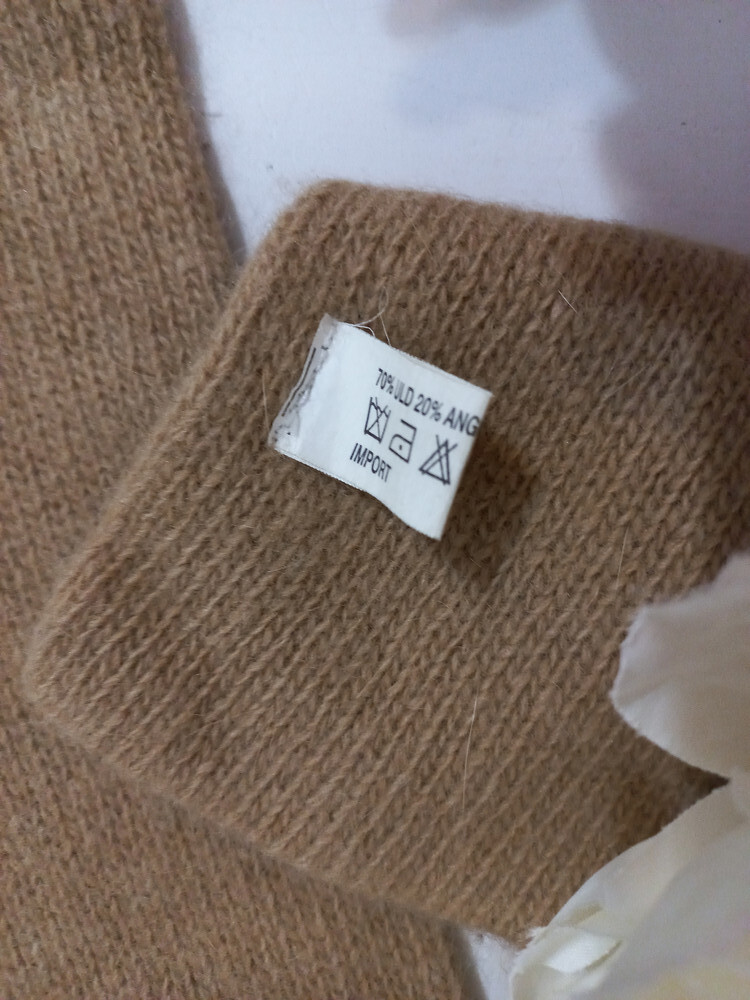 70% ULD 20% ANG
IMPORT